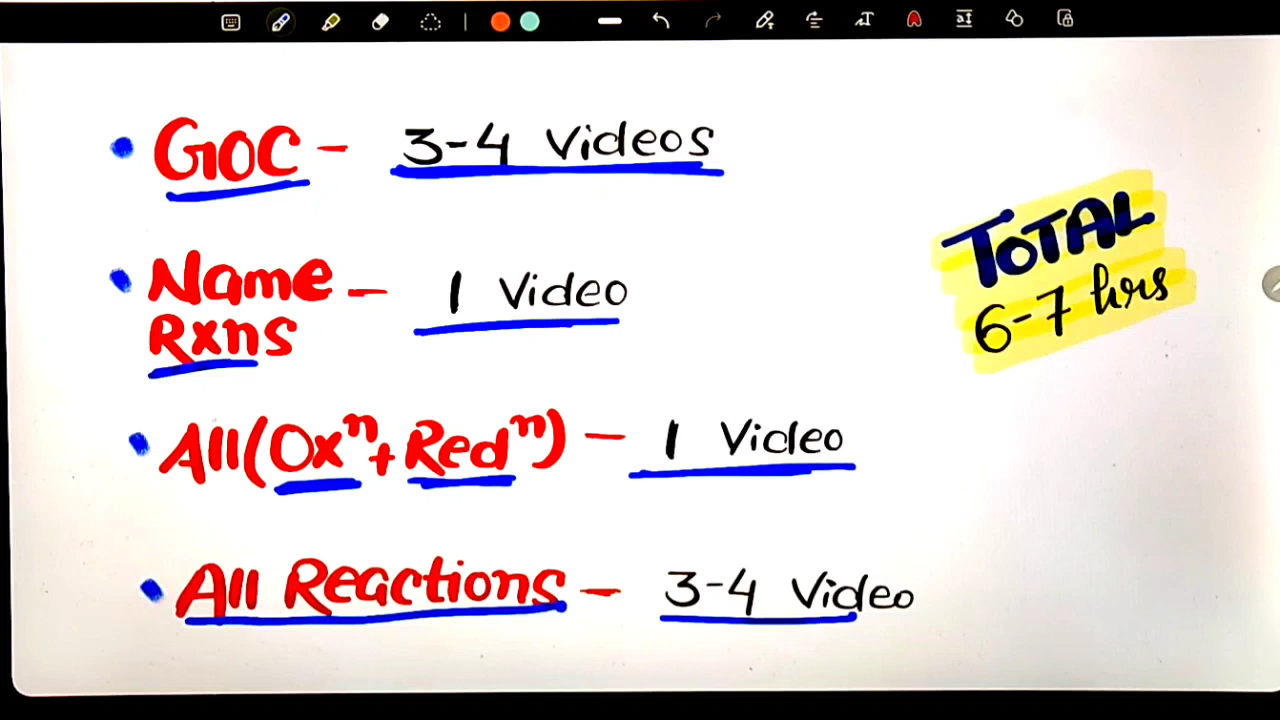 • GOC – 3-4 Videos
• Name – 1 Video
Rxns
• All(Oxⁿ+Redⁿ) – 1 Video
• All Reactions – 3-4 Video
TOTAL
6-7 hrs